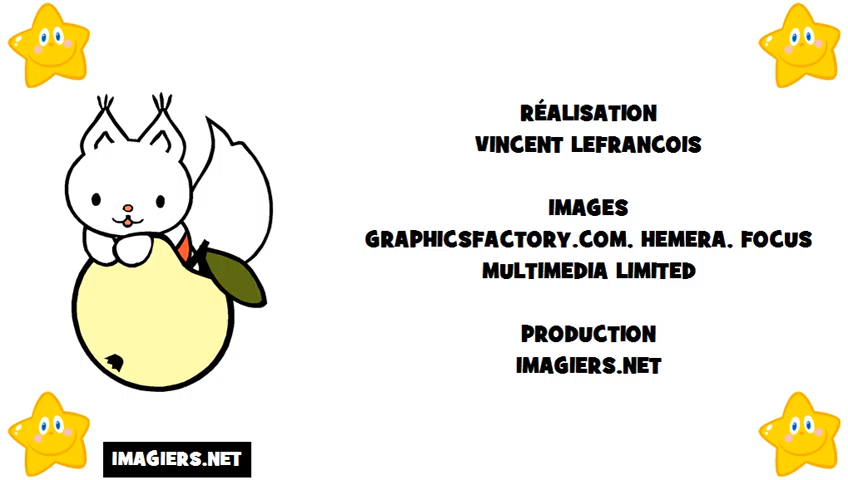 RÉALISATION
VINCENT LEFRANCOIS
IMAGES
GRAPHICSFACTORY.COM, HEMERA, FOCUS
MULTIMEDIA LIMITED
PRODUCTION
IMAGIERS.NET
IMAGIERS.NET